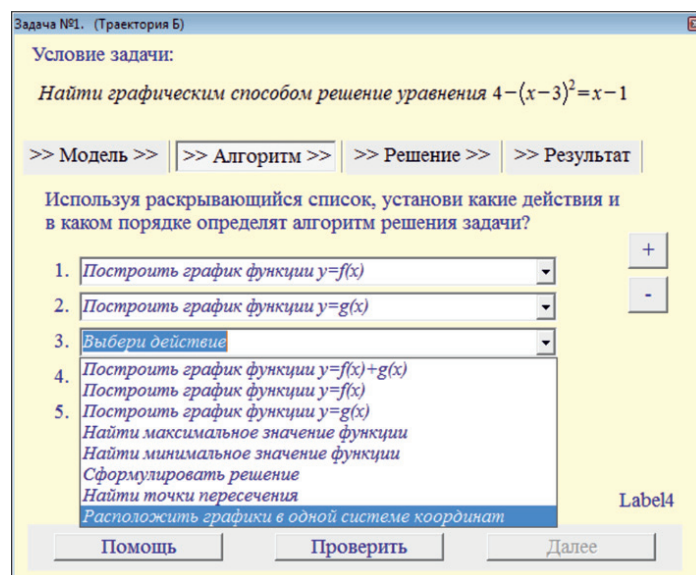 Задача №1. (Траектория Б)
Условие задачи:
Найти графическим способом решение уравнения 4−(x−3)²=x−1
>> Модель >> >> Алгоритм >> >> Решение >> >> Результат
Используя раскрывающийся список, установи какие действия и
в каком порядке определят алгоритм решения задачи?
+
1. Построить график функции y=f(x)
2. Построить график функции y=g(x)
-
3. Выбери действие
4. Построить график функции y=f(x)+g(x)
Построить график функции y=f(x)
5. Построить график функции y=g(x)
Найти максимальное значение функции
Найти минимальное значение функции
Сформулировать решение
Найти точки пересечения
Расположить графики в одной системе координат
Label4
Помощь Проверить Далее